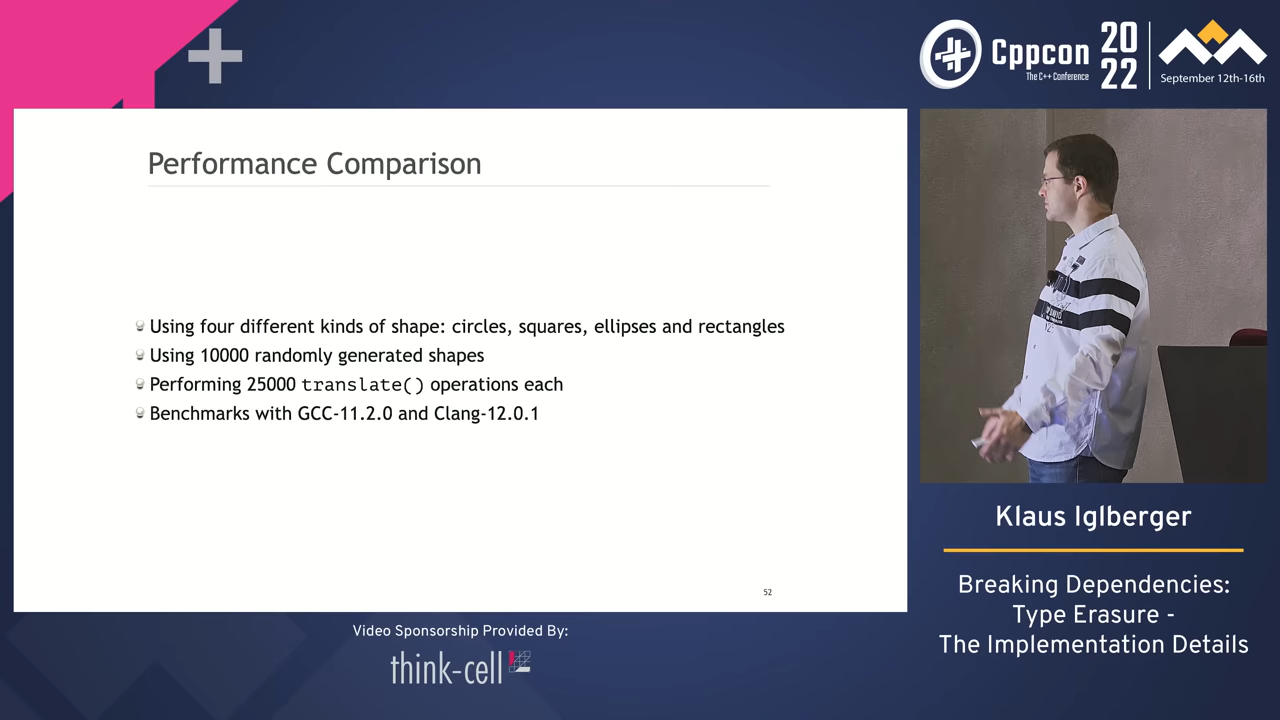 Cppcon
The C++ Conference
20
22
September 12th-16th
Performance Comparison
Using four different kinds of shape: circles, squares, ellipses and rectangles
Using 10000 randomly generated shapes
Performing 25000 translate() operations each
Benchmarks with GCC-11.2.0 and Clang-12.0.1
52
Klaus Iglberger
Breaking Dependencies:
Type Erasure -
The Implementation Details
Video Sponsorship Provided By:
think-cell